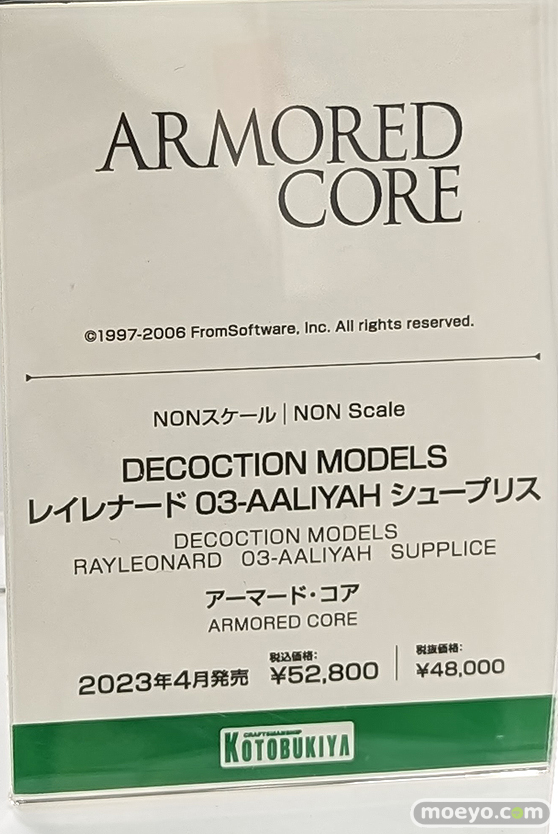 ARMORED
CORE
©1997-2006 FromSoftware, Inc. All rights reserved.
NONスケール｜NON Scale
DECOCTION MODELS
レイレナード 03-AALIYAH シュープリス
DECOCTION MODELS
RAYLEONARD 03-AALIYAH SUPPLICE
アーマード・コア
ARMORED CORE
2023年4月発売 税込価格: ¥52,800 税抜価格: ¥48,000
CRAFTSMANSHIP
KOTOBUKIYA
moeyo.com